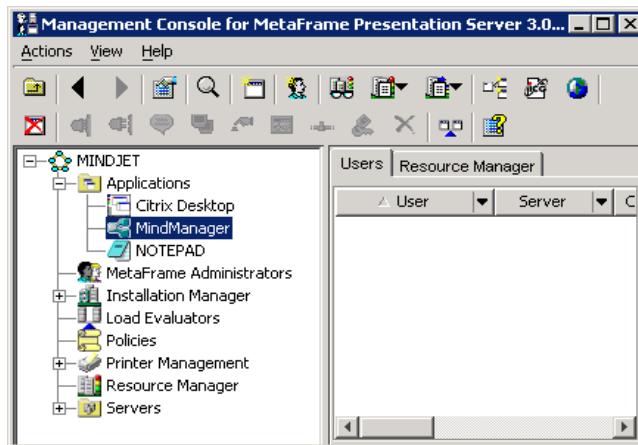 Management Console for MetaFrame Presentation Server 3.0...
Actions View Help
MINDJET
Applications
Citrix Desktop
MindManager
NOTEPAD
MetaFrame Administrators
Installation Manager
Load Evaluators
Policies
Printer Management
Resource Manager
Servers
Users Resource Manager
User Server C